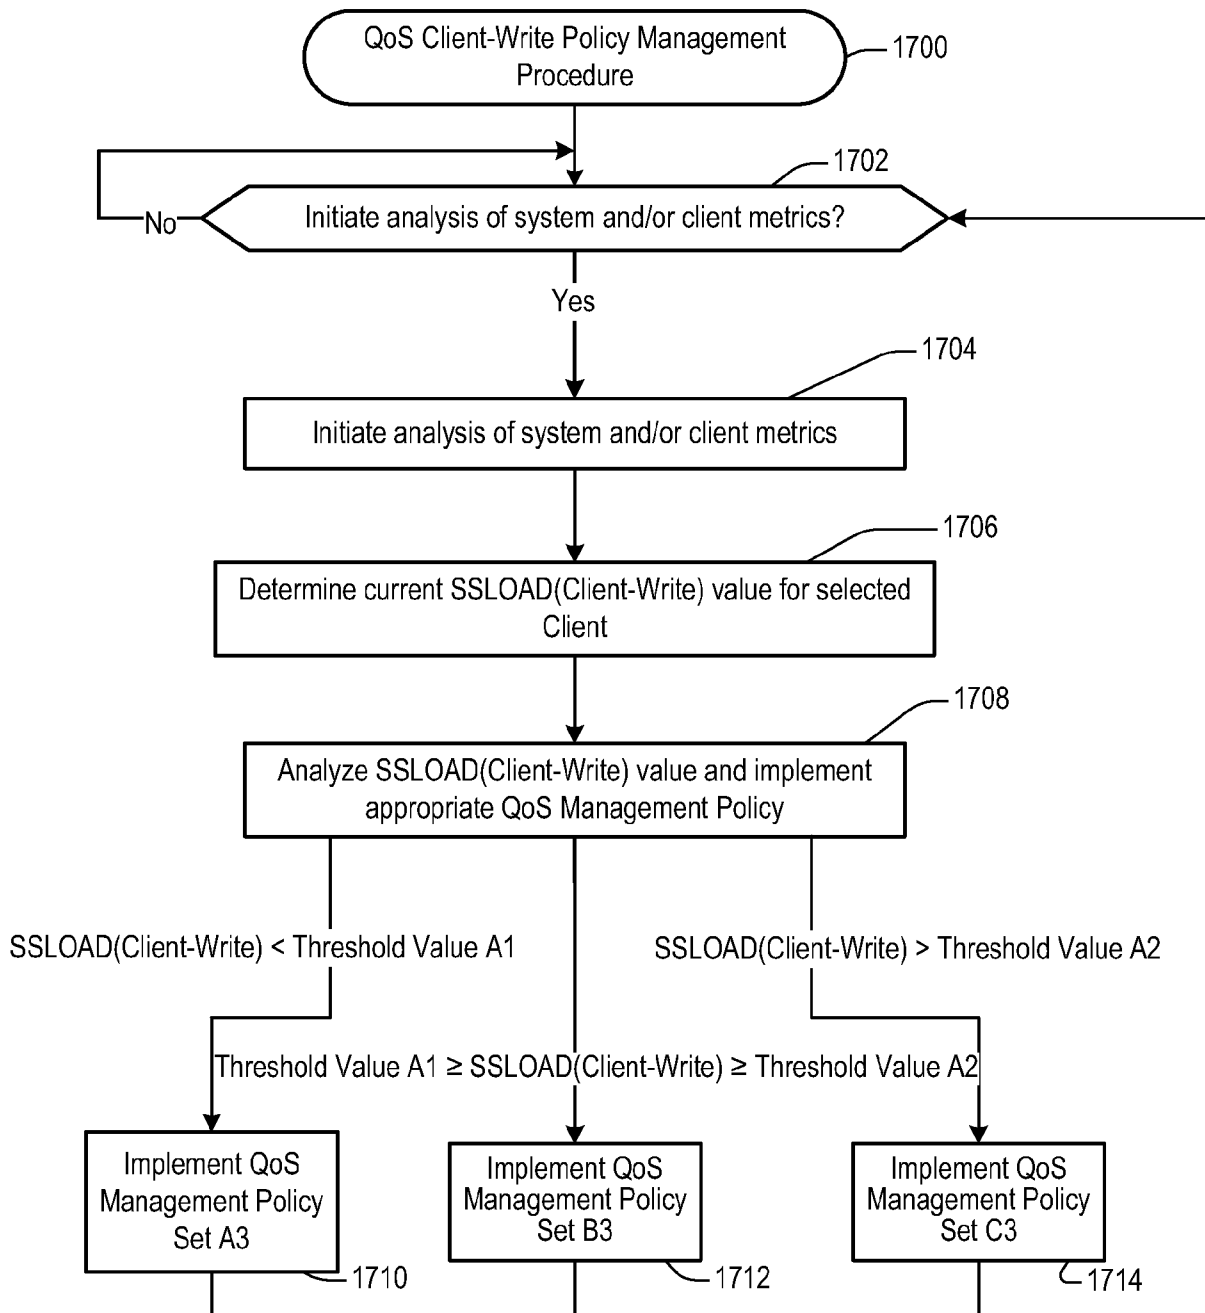 QoS Client-Write Policy Management
Procedure
1700
1702
Initiate analysis of system and/or client metrics?
No
Yes
1704
Initiate analysis of system and/or client metrics
1706
Determine current SSLOAD(Client-Write) value for selected
Client
1708
Analyze SSLOAD(Client-Write) value and implement
appropriate QoS Management Policy
SSLOAD(Client-Write) < Threshold Value A1
SSLOAD(Client-Write) > Threshold Value A2
Threshold Value A1 ≥ SSLOAD(Client-Write) ≥ Threshold Value A2
Implement QoS
Management Policy
Set A3
1710
Implement QoS
Management Policy
Set B3
1712
Implement QoS
Management Policy
Set C3
1714